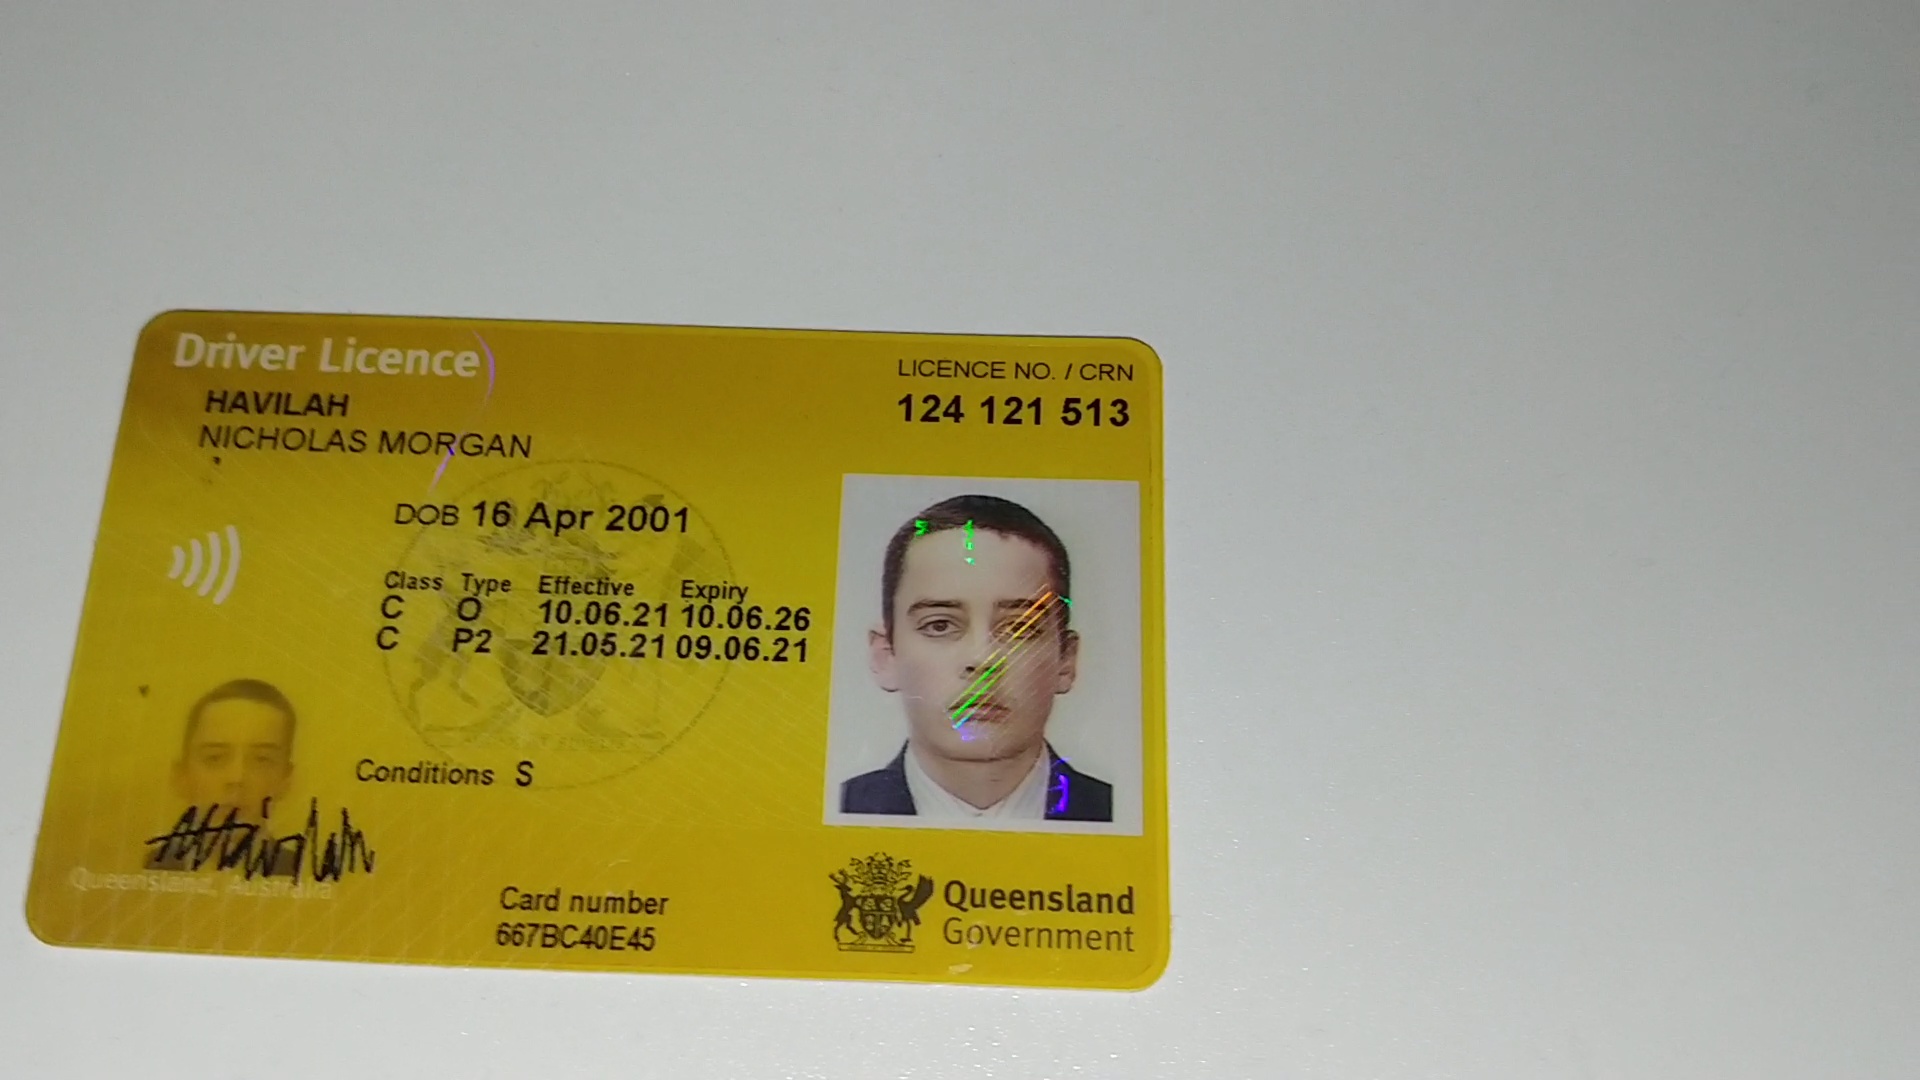 Driver Licence
HAVILAH
NICHOLAS MORGAN
LICENCE NO. / CRN
124 121 513
DOB 16 Apr 2001
Class Type Effective Expiry
C O 10.06.21 10.06.26
C P2 21.05.21 09.06.21
Conditions S
Queensland, Australia
Card number
667BC40E45
Queensland
Government